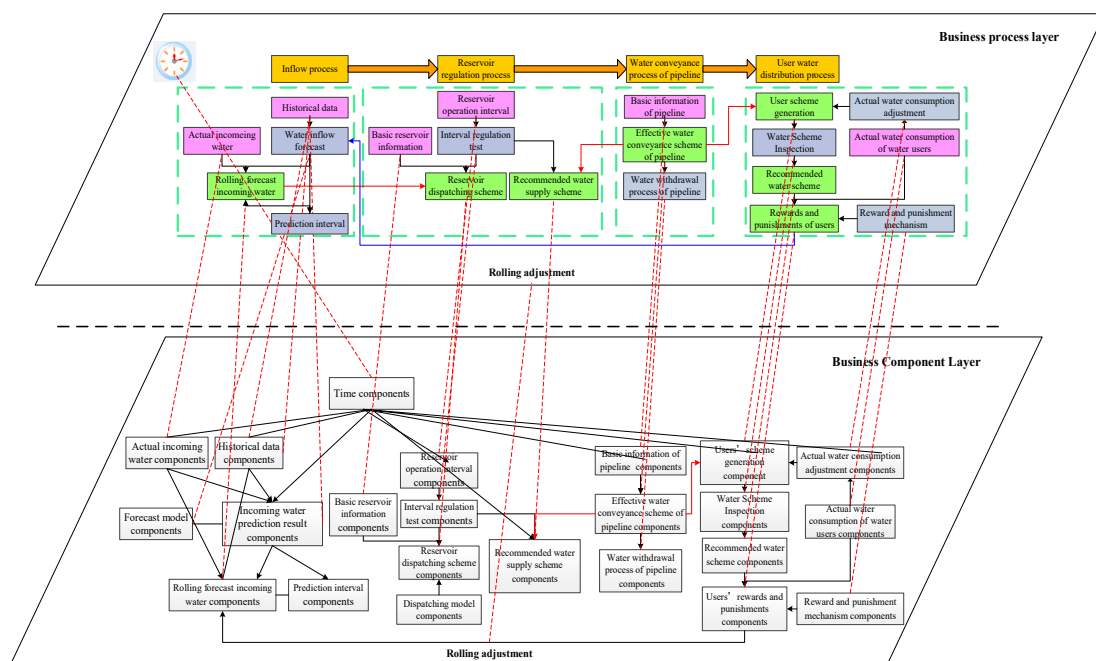 Business process layer
Inflow process
Reservoir
regulation process
Water conveyance
process of pipeline
User water
distribution process
Historical data
Actual incomeing
water
Water inflow
forecast
Rolling forecast
incoming water
Prediction interval
Reservoir
operation interval
Basic reservoir
information
Interval regulation
test
Reservoir
dispatching scheme
Recommended water
supply scheme
Basic information
of pipeline
Effective water
conveyance scheme
of pipeline
Water withdrawal
process of pipeline
User scheme
generation
Actual water consumption
adjustment
Water Scheme
Inspection
Actual water consumption
of water users
Recommended
water scheme
Rewards and
punishments of users
Reward and punishment
mechanism
Rolling adjustment
Business Component Layer
Time components
Actual incoming
water components
Historical data
components
Forecast model
components
Incoming water
prediction result
components
Rolling forecast incoming
water components
Prediction interval
components
Reservoir
operation interval
components
Basic reservoir
information
components
Interval regulation
test components
Reservoir
dispatching scheme
components
Dispatching model
components
Recommended water
supply scheme
components
Basic information of
pipeline components
Effective water
conveyance scheme of
pipeline components
Water withdrawal
process of pipeline
components
Users' scheme
generation
component
Actual water consumption
adjustment components
Water Scheme
Inspection
components
Actual water
consumption of water
users components
Recommended water
scheme components
Users' rewards and
punishments
components
Reward and punishment
mechanism components
Rolling adjustment